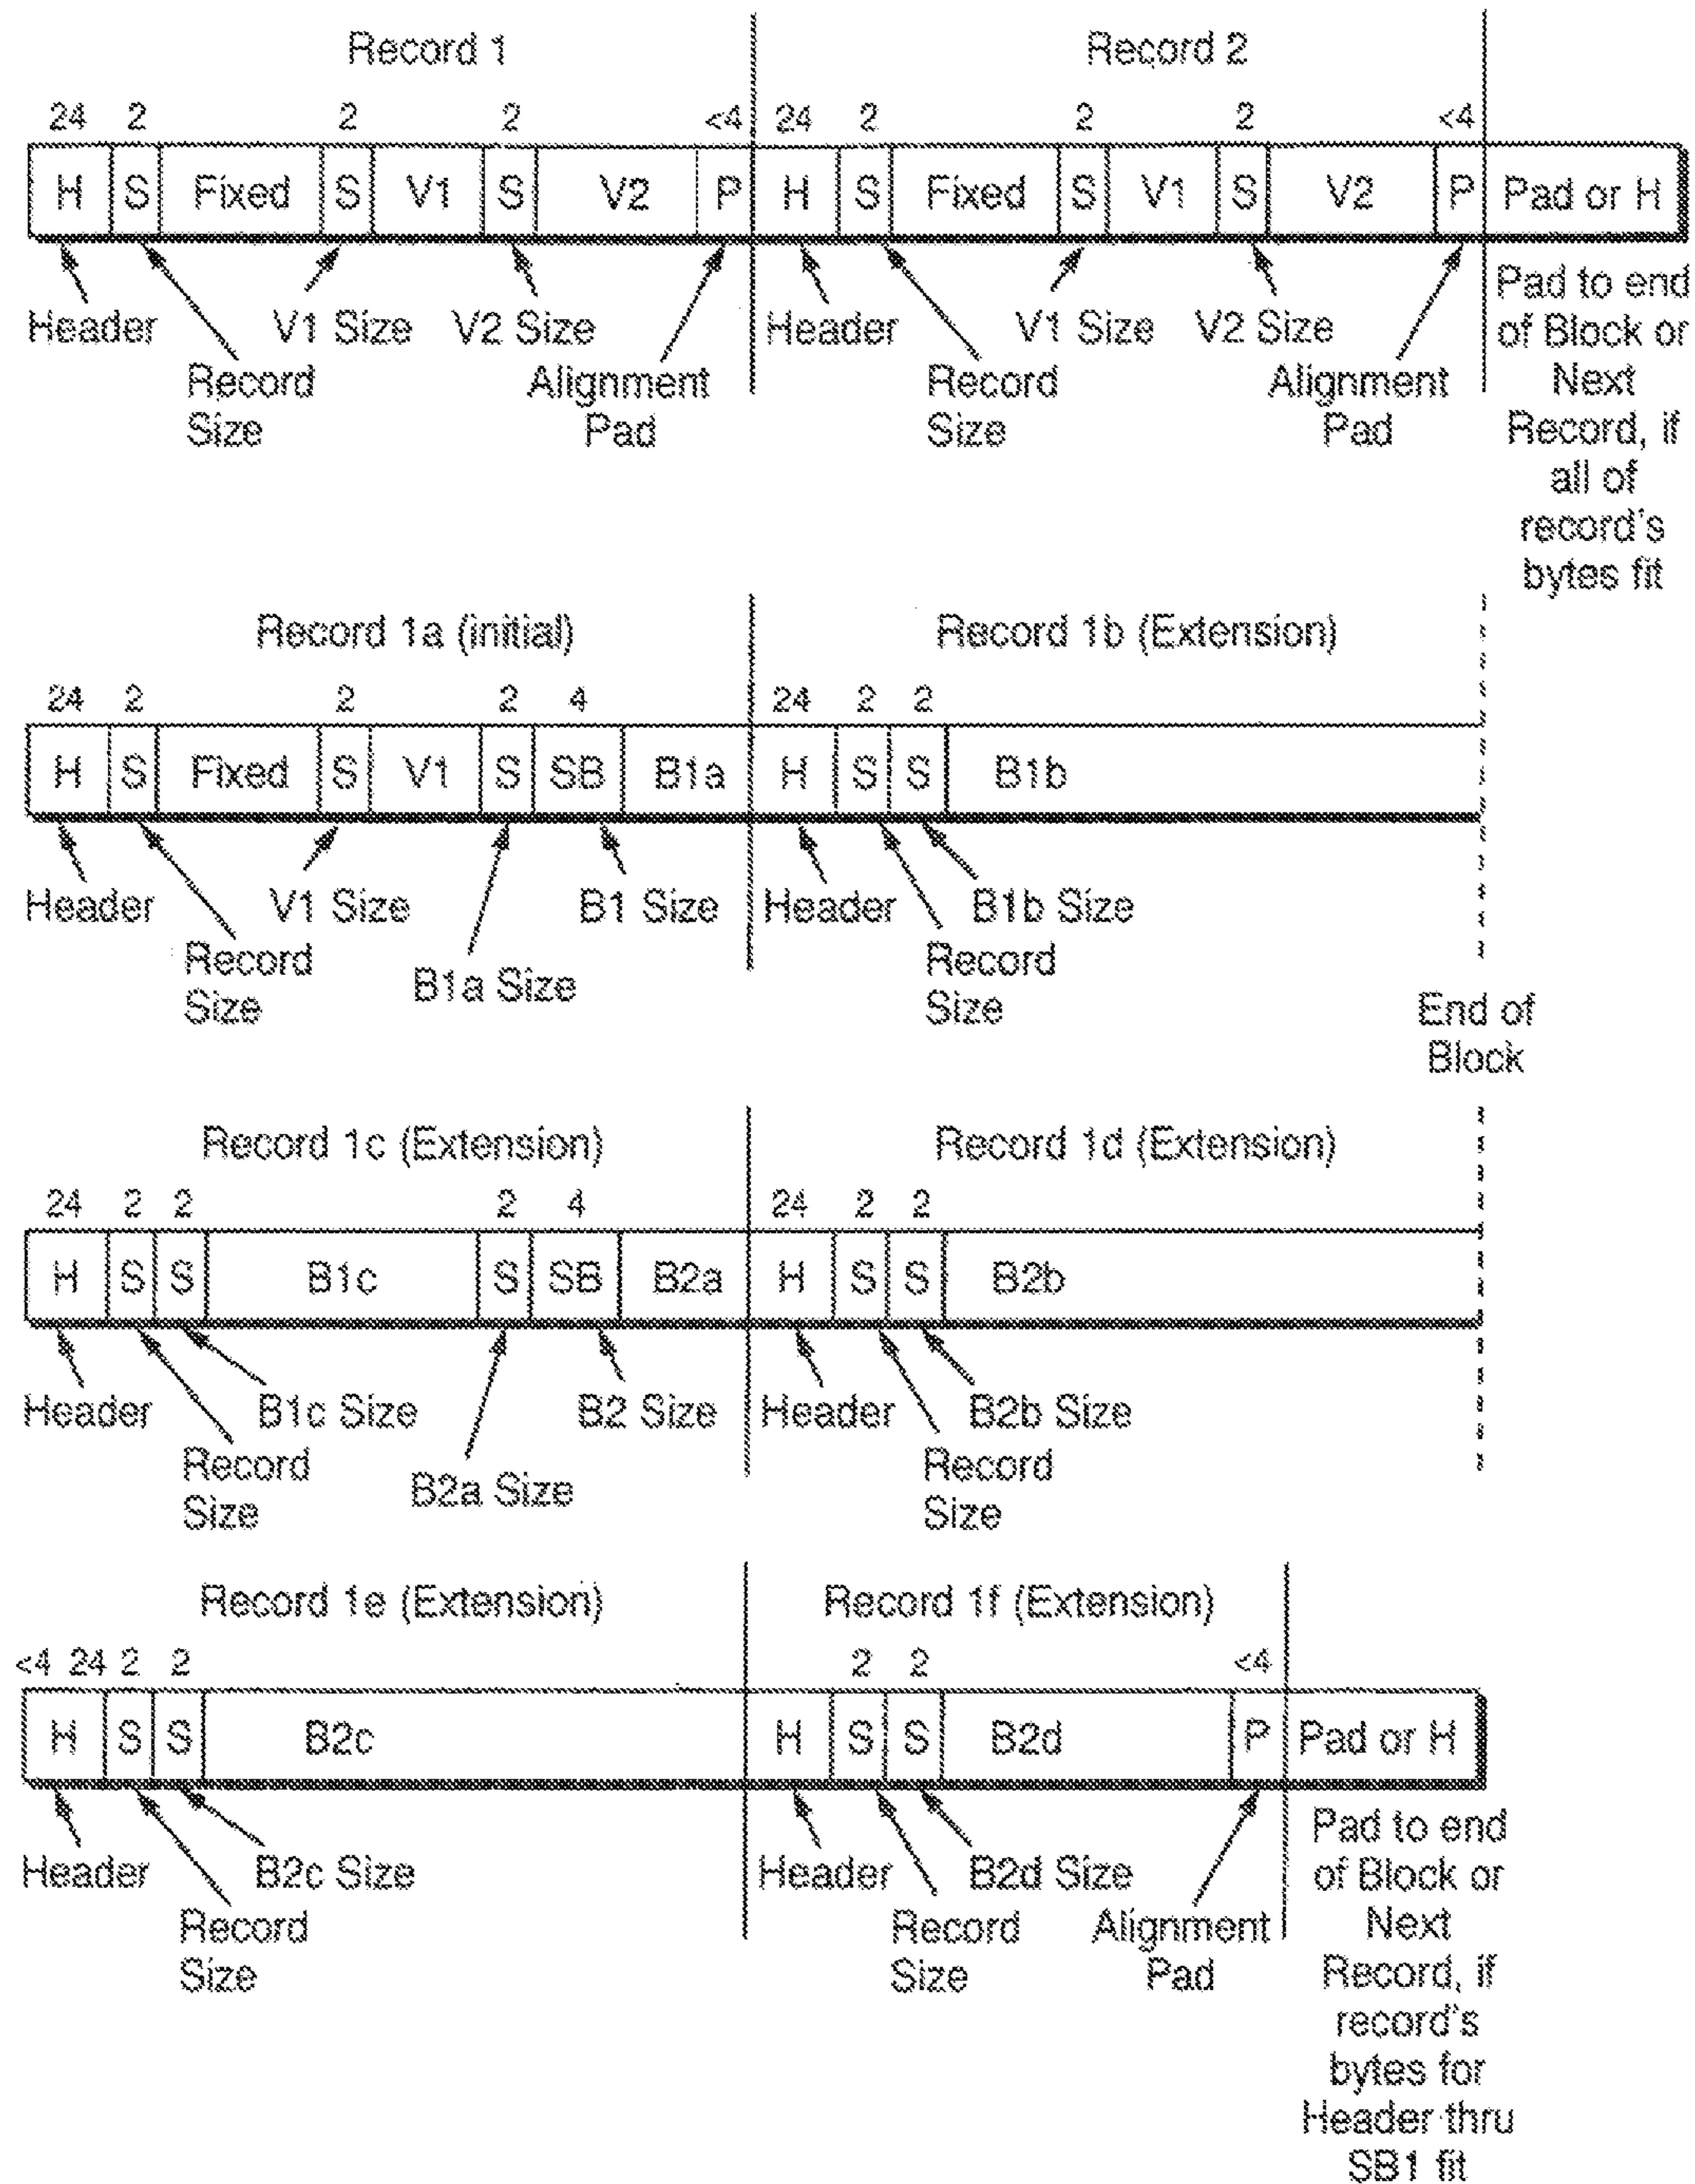 Record 1 Record 2
24 2 2 2 <4 24 2 2 2 <4
H S Fixed S V1 S V2 P H S Fixed S V1 S V2 P Pad or H
Header V1 Size V2 Size Header V1 Size V2 Size Pad to end
of Block or
Record Alignment Record Alignment Next
Size Pad Size Pad Record, if
all of
record's
bytes fit
Record 1a (initial) Record 1b (Extension)
24 2 2 2 4 24 2 2
H S Fixed S V1 S SB B1a H S S B1b
Header V1 Size B1 Size Header B1b Size
Record B1a Size Record
Size Size
End of
Block
Record 1c (Extension) Record 1d (Extension)
24 2 2 2 4 24 2 2
H S S B1c S SB B2a H S S B2b
Header B1c Size B2 Size Header B2b Size
Record B2a Size Record
Size Size
Record 1e (Extension) Record 1f (Extension)
<4 24 2 2 2 2 <4
H S S B2c H S S B2d P Pad or H
Header B2c Size Header B2d Size Pad to end
of Block or
Record Record Alignment Next
Size Size Pad Record, if
record's
bytes for
Header thru
SB1 fit